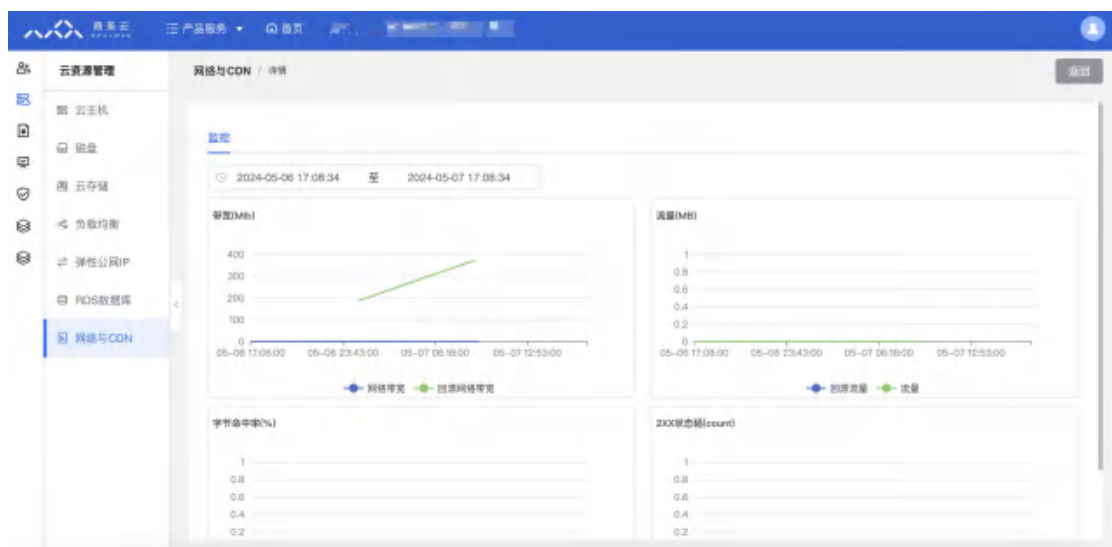 产品服务 首页
云资源管理
云主机
磁盘
云存储
负载均衡
弹性公网IP
RDS数据库
网络与CDN
网络与CDN / 详情
返回
监控
2024-05-06 17:08:34 至 2024-05-07 17:08:34
带宽(Mib)
400
300
200
100
0
05-06 17:08:00 05-06 23:43:00 05-07 06:18:00 05-07 12:53:00
网络带宽 回源网络带宽
流量(MB)
1
0.8
0.6
0.4
0.2
0
05-06 17:08:00 05-06 23:43:00 05-07 06:18:00 05-07 12:53:00
回源流量 流量
字节命中率(%)
1
0.8
0.6
0.4
0.2
2XX状态码(count)
1
0.8
0.6
0.4
0.2